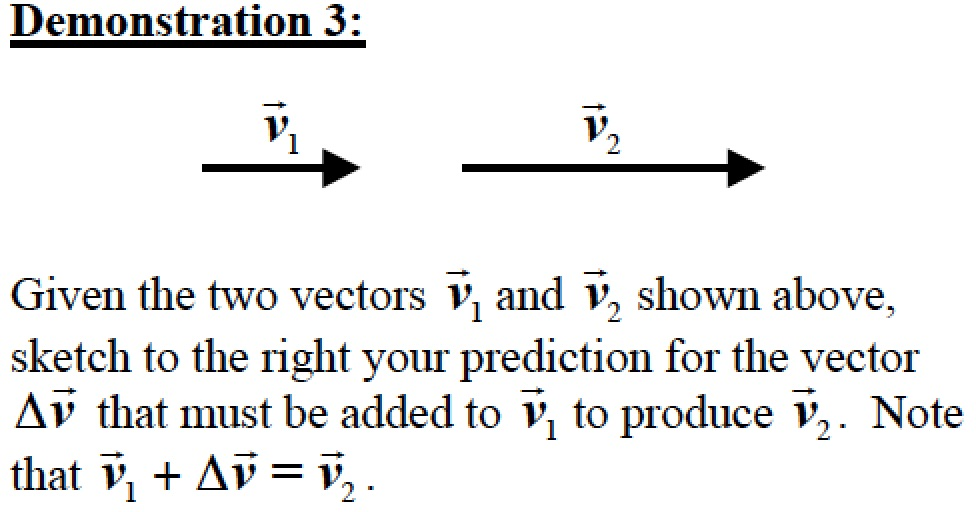 Demonstration 3:
v⃗₁ v⃗₂
Given the two vectors v⃗₁ and v⃗₂ shown above,
sketch to the right your prediction for the vector
Δv⃗ that must be added to v⃗₁ to produce v⃗₂. Note
that v⃗₁ + Δv⃗ = v⃗₂.